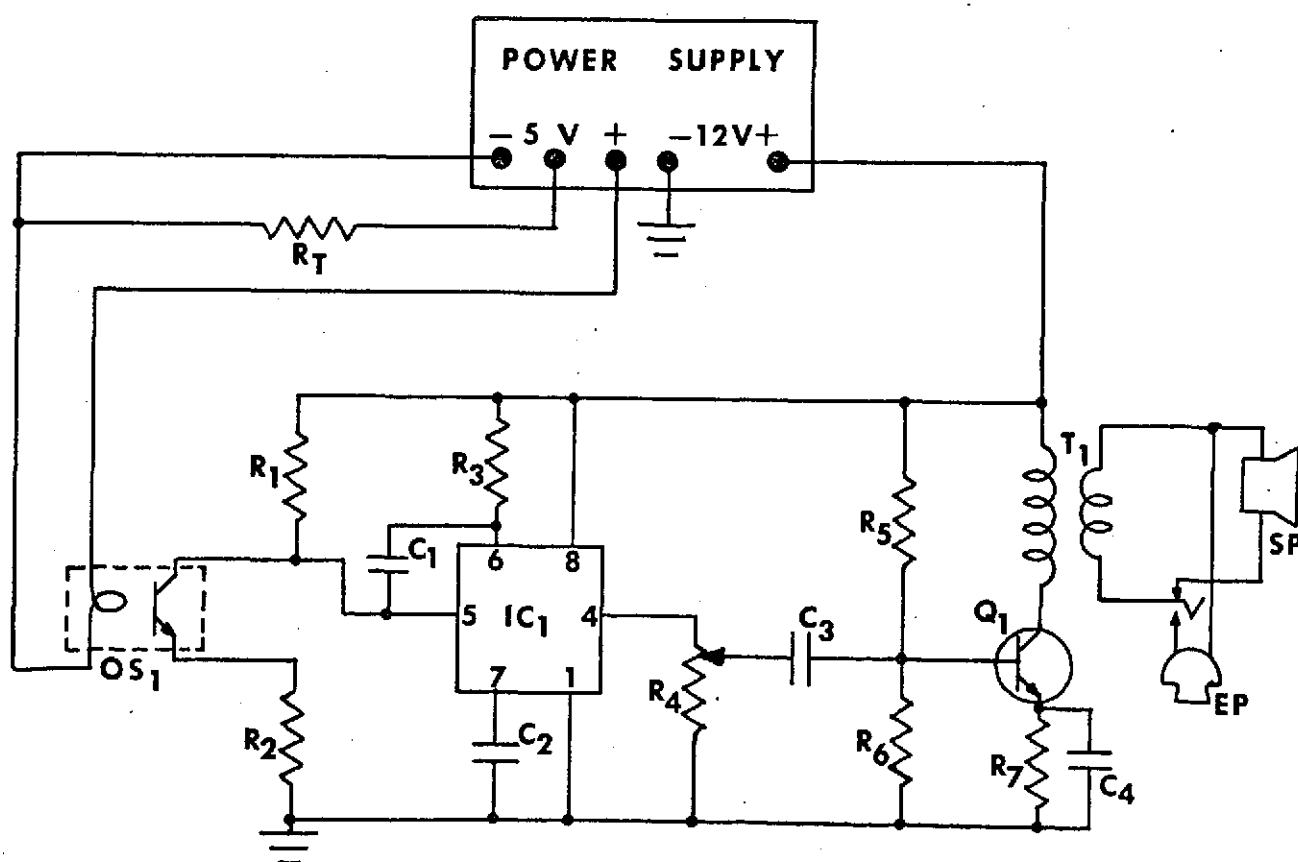 POWER SUPPLY
− 5 V + −12V+
RT
R1
R3
C1
T1
R5
SP
6 8
5 IC1 4
7 1
OS1
C3
Q1
R4
EP
R2
C2
R6
R7
C4